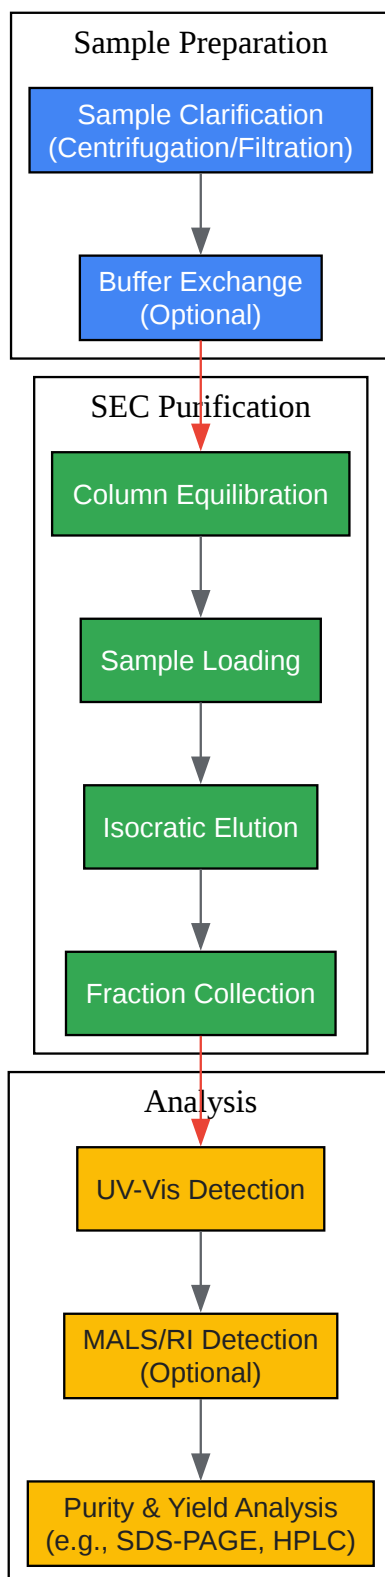 Sample Preparation
Sample Clarification
(Centrifugation/Filtration)
Buffer Exchange
(Optional)
SEC Purification
Column Equilibration
Sample Loading
Isocratic Elution
Fraction Collection
Analysis
UV-Vis Detection
MALS/RI Detection
(Optional)
Purity & Yield Analysis
(e.g., SDS-PAGE, HPLC)